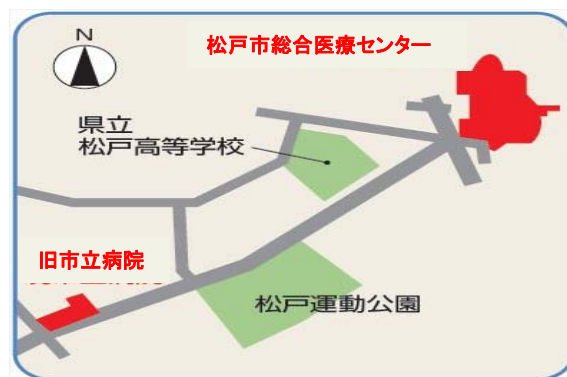 N
松戸市総合医療センター
県立
松戸高等学校
旧市立病院
松戸運動公園